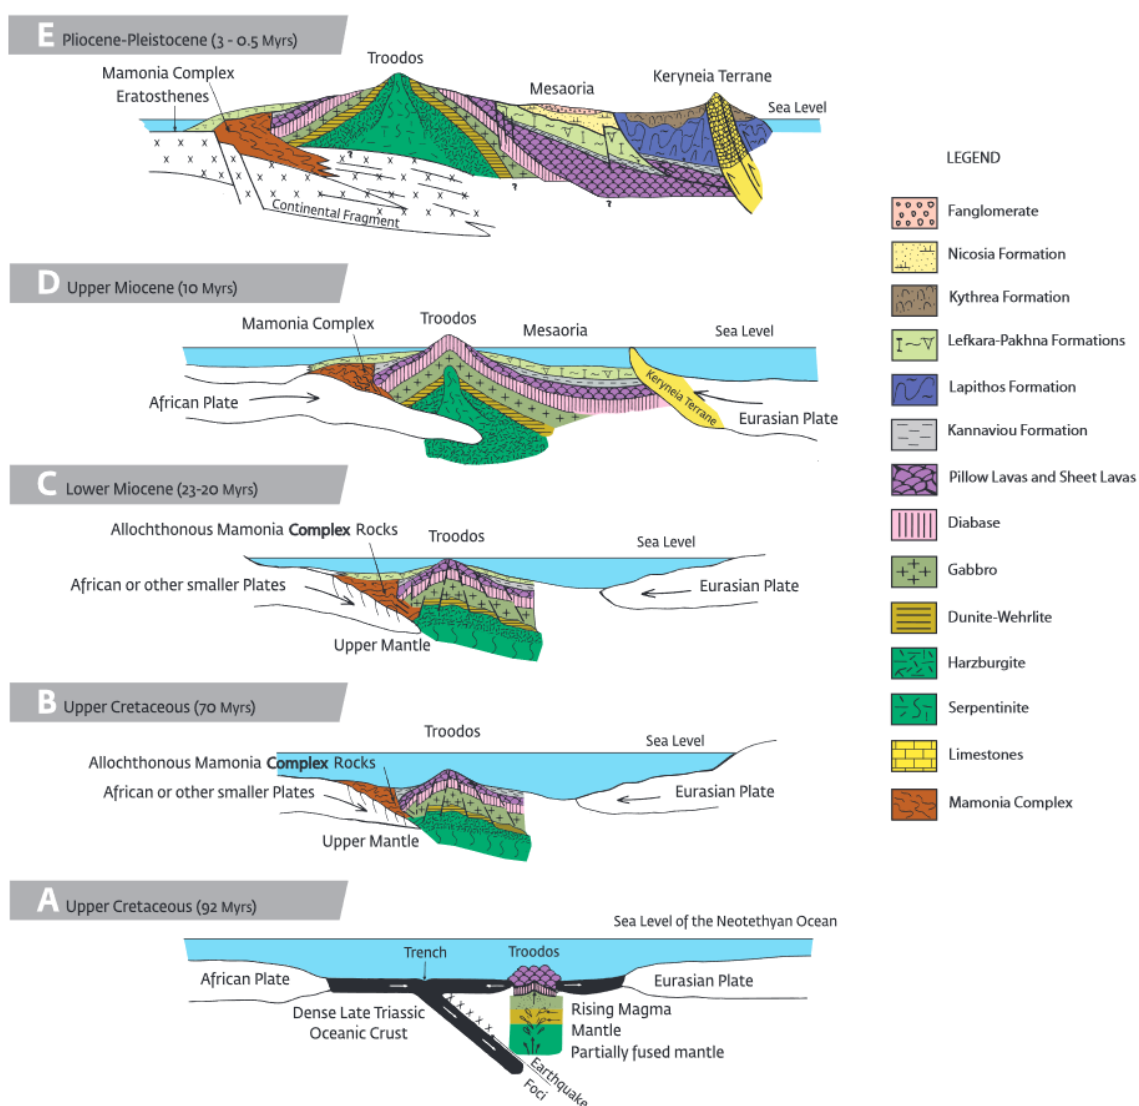 E Pliocene-Pleistocene (3 - 0.5 Myrs)
Troodos
Mamonia Complex
Eratosthenes
Mesaoria
Keryneia Terrane
Sea Level
?
?
?
Continental Fragment
LEGEND
Fanglomerate
Nicosia Formation
Kythrea Formation
Lefkara-Pakhna Formations
Lapithos Formation
Kannaviou Formation
Pillow Lavas and Sheet Lavas
Diabase
Gabbro
Dunite-Wehrlite
Harzburgite
Serpentinite
Limestones
Mamonia Complex
D Upper Miocene (10 Myrs)
Mamonia Complex
Troodos
Mesaoria
Sea Level
African Plate
Keryneia Terrane
Eurasian Plate
C Lower Miocene (23-20 Myrs)
Allochthonous Mamonia Complex Rocks
Troodos
Sea Level
African or other smaller Plates
Eurasian Plate
Upper Mantle
B Upper Cretaceous (70 Myrs)
Troodos
Sea Level
Allochthonous Mamonia Complex Rocks
African or other smaller Plates
Eurasian Plate
Upper Mantle
A Upper Cretaceous (92 Myrs)
Sea Level of the Neotethyan Ocean
Trench
Troodos
African Plate
Eurasian Plate
Dense Late Triassic
Oceanic Crust
Rising Magma
Mantle
Partially fused mantle
Earthquake
Foci